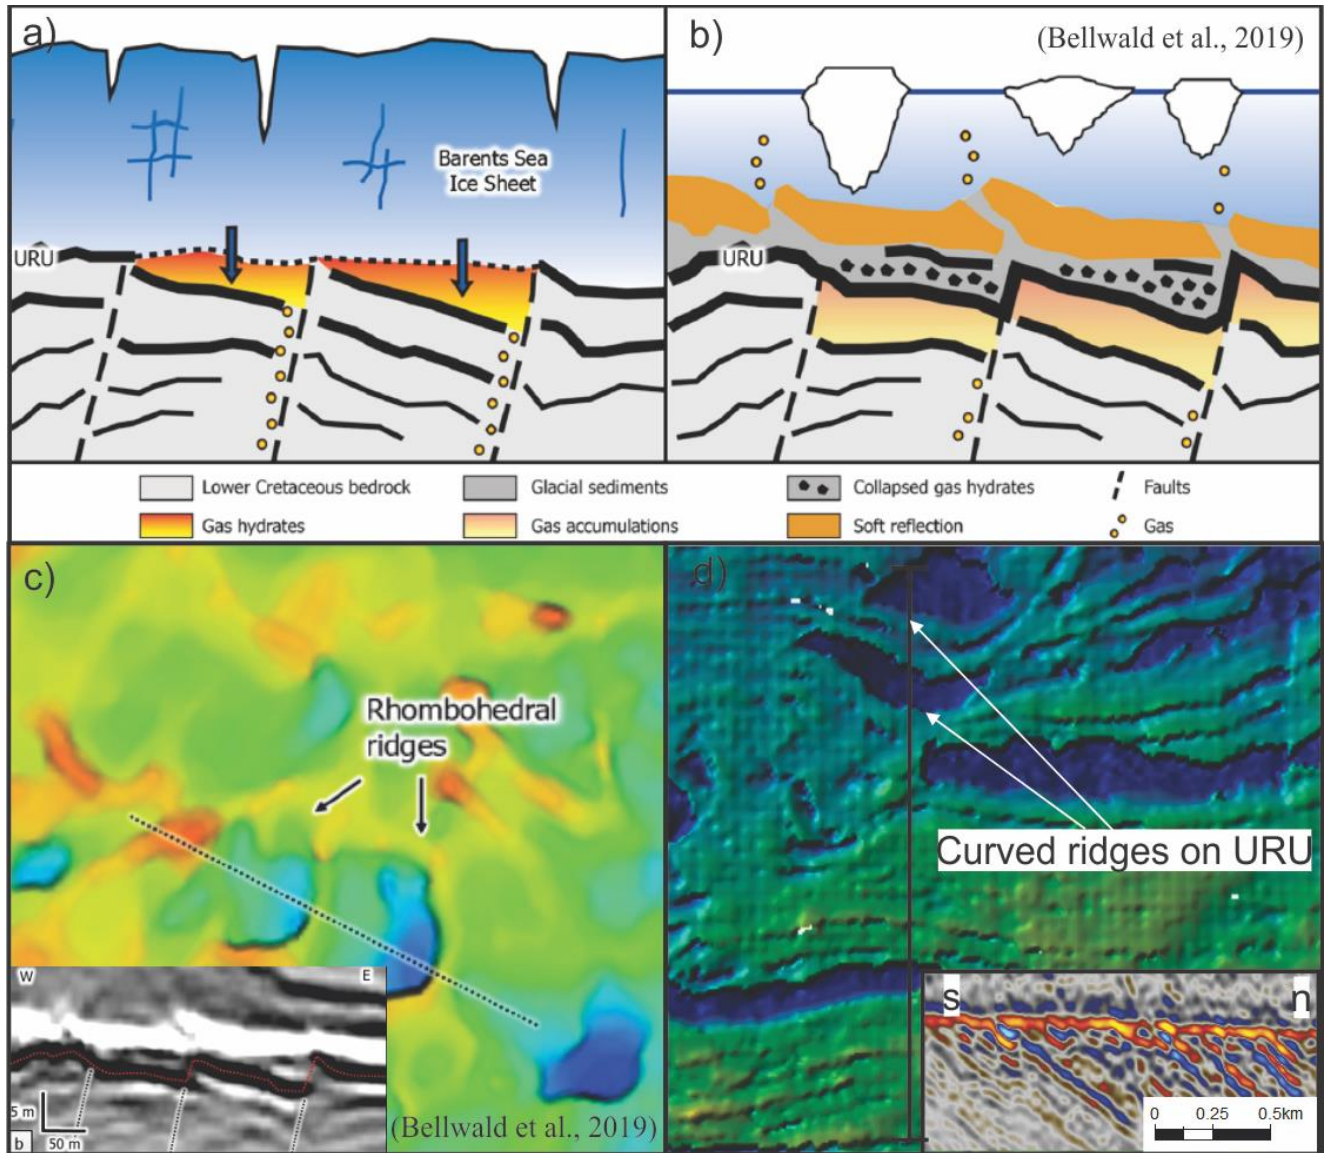 a)
Barents Sea
Ice Sheet
URU
b)
(Bellwald et al., 2019)
URU
Lower Cretaceous bedrock
Glacial sediments
Collapsed gas hydrates
Faults
Gas hydrates
Gas accumulations
Soft reflection
Gas
c)
Rhombohedral
ridges
W
E
5 m
50 m
b
(Bellwald et al., 2019)
d)
Curved ridges on URU
s
n
0
0.25
0.5km